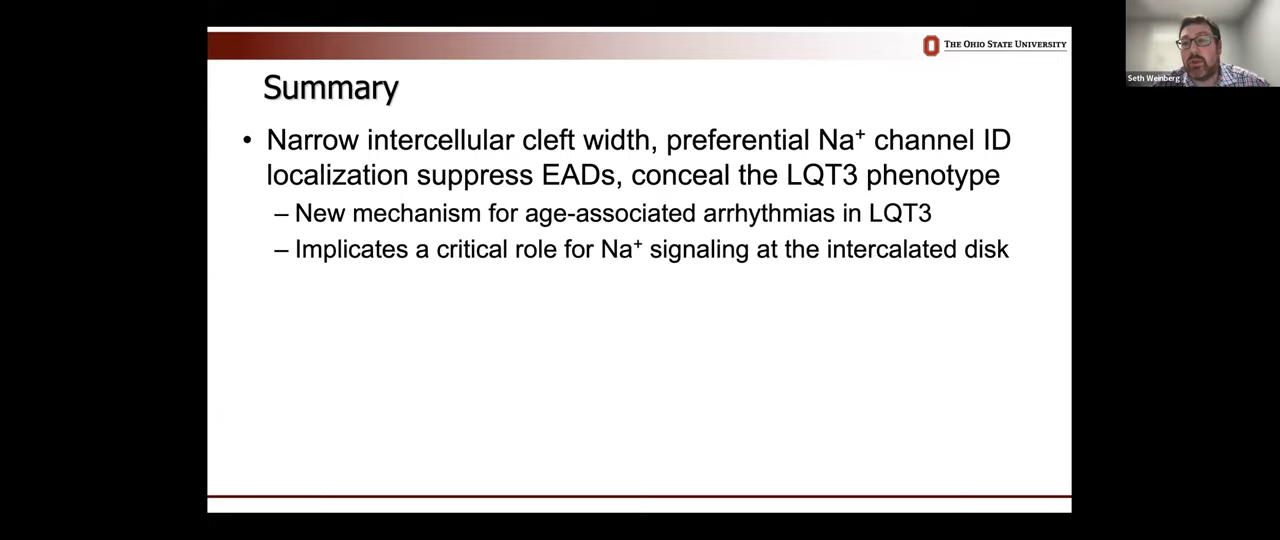 THE OHIO STATE UNIVERSITY
Seth Weinberg
Summary
• Narrow intercellular cleft width, preferential Na⁺ channel ID
localization suppress EADs, conceal the LQT3 phenotype
– New mechanism for age-associated arrhythmias in LQT3
– Implicates a critical role for Na⁺ signaling at the intercalated disk